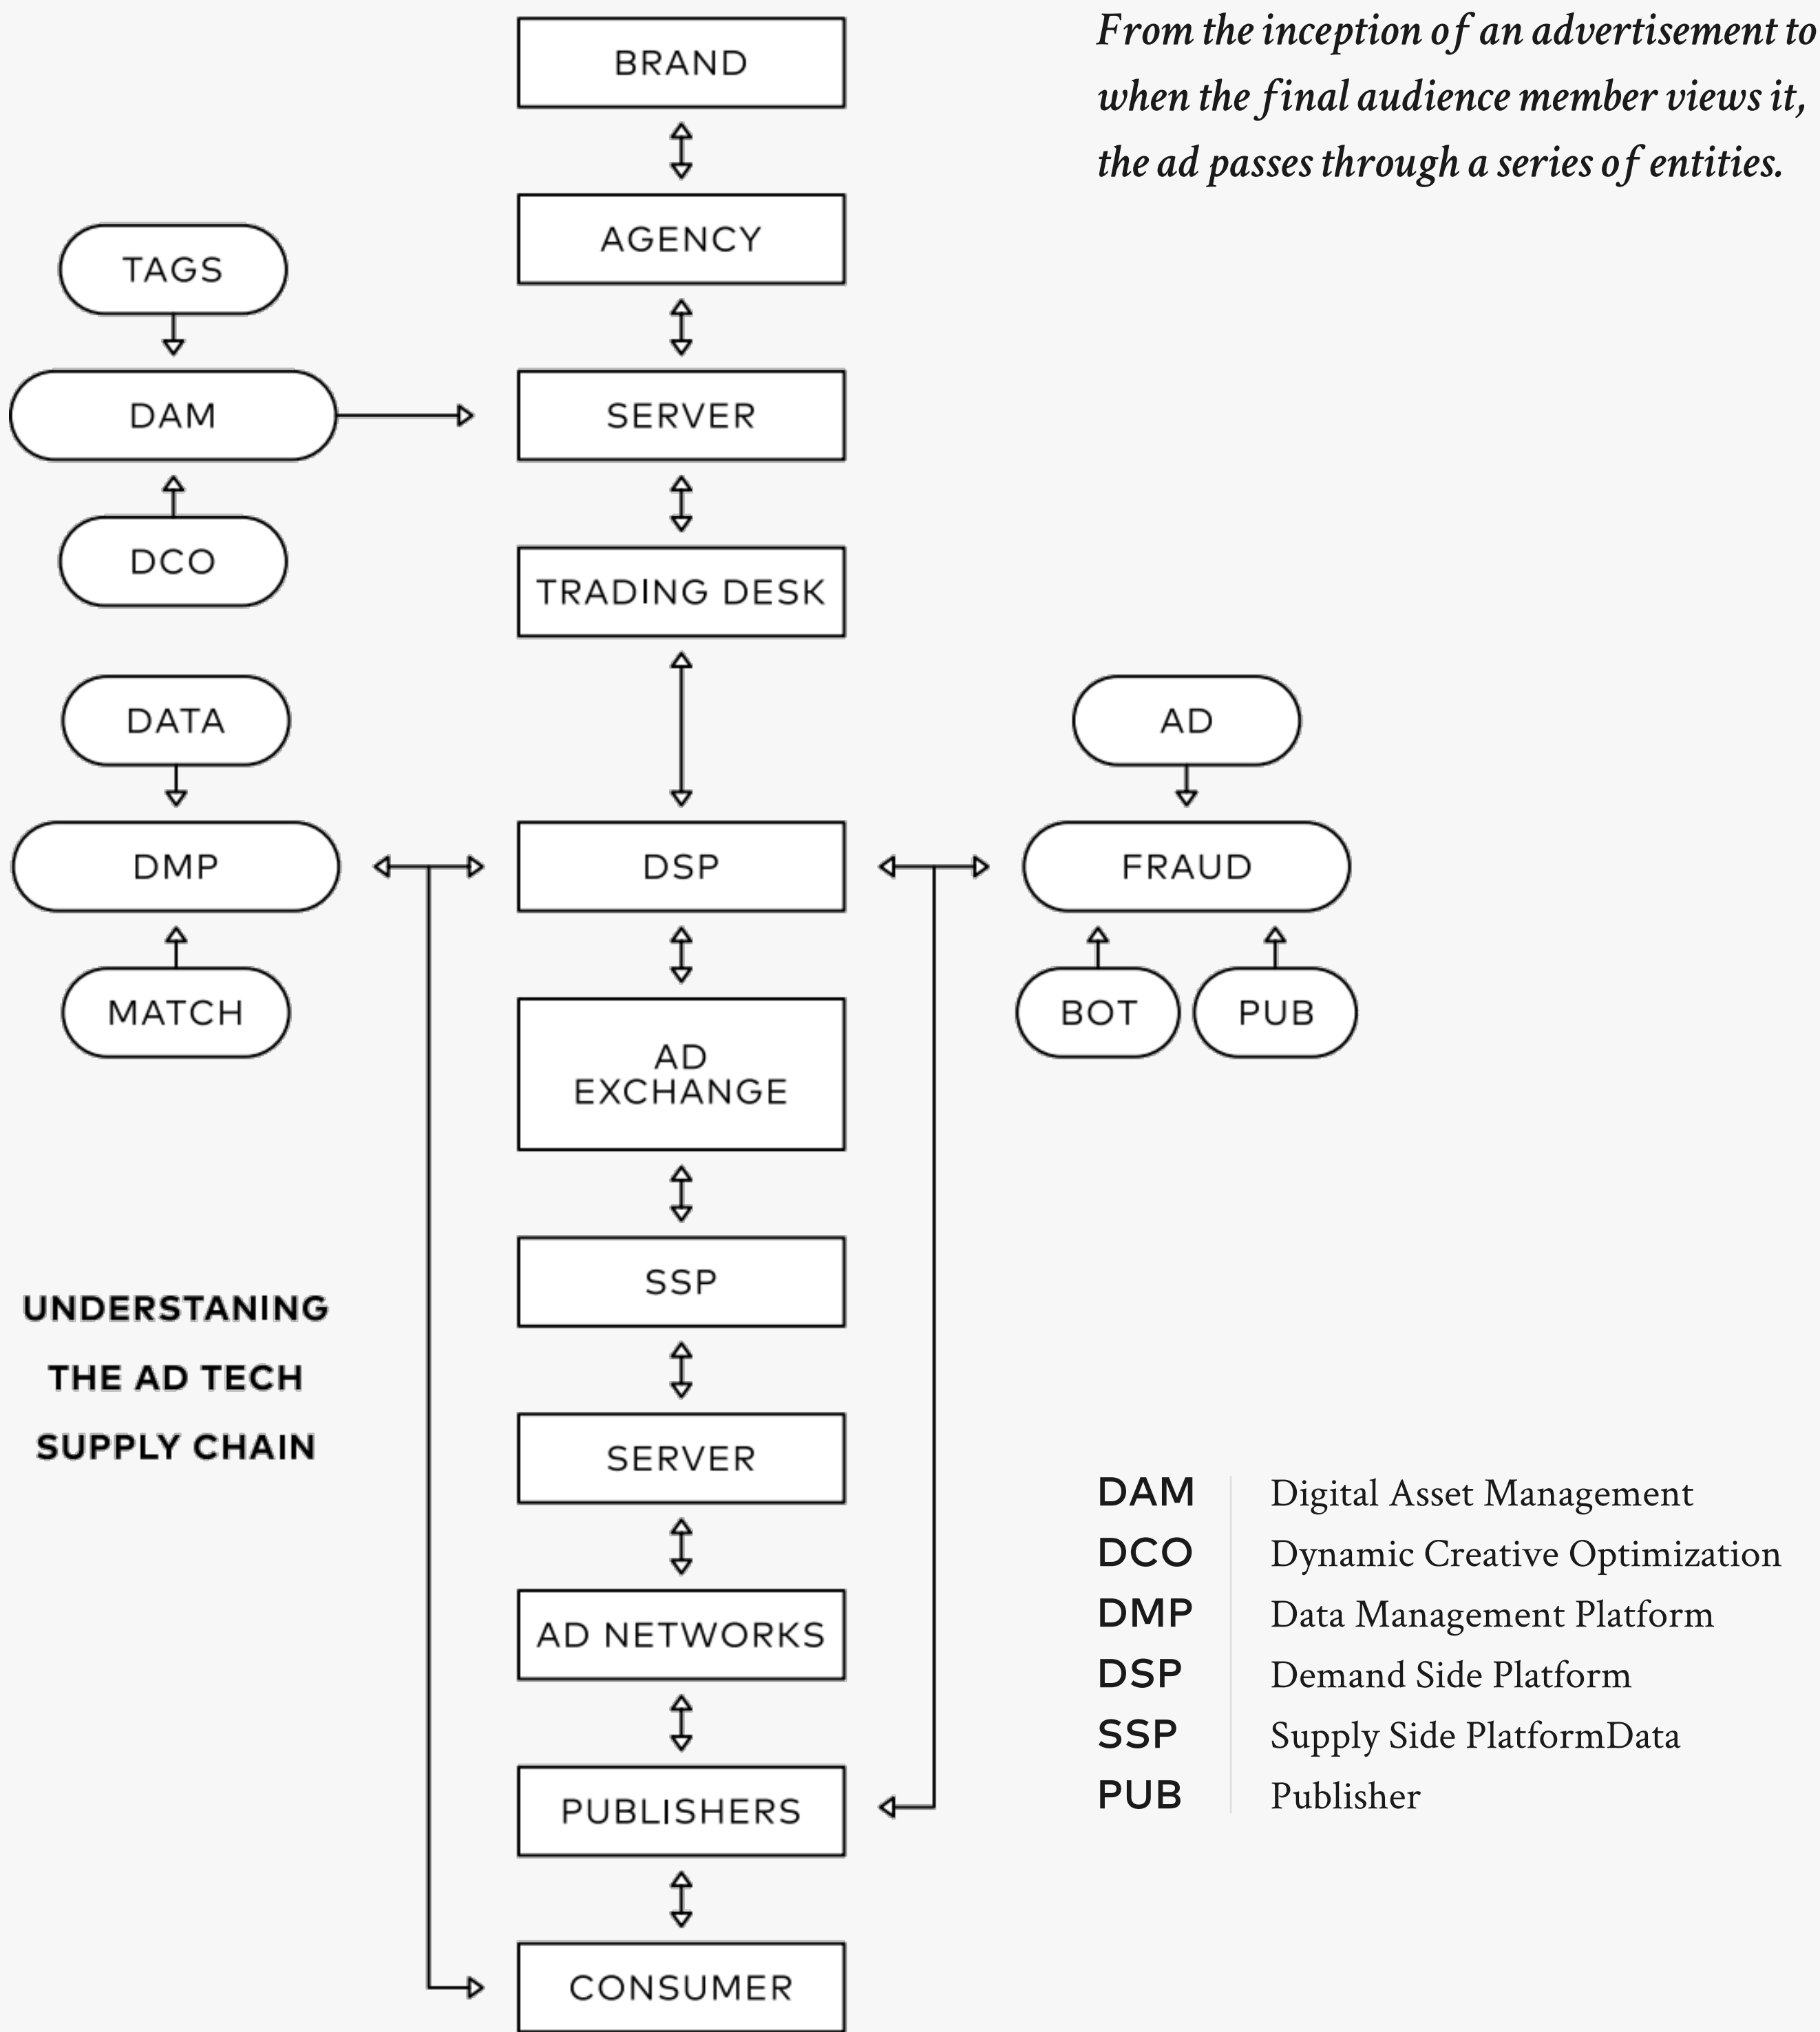 BRAND
From the inception of an advertisement to
when the final audience member views it,
the ad passes through a series of entities.
AGENCY
TAGS
DAM
SERVER
DCO
TRADING DESK
DATA
AD
DMP
DSP
FRAUD
MATCH
BOT
PUB
AD
EXCHANGE
SSP
UNDERSTANING
THE AD TECH
SUPPLY CHAIN
SERVER
AD NETWORKS
PUBLISHERS
CONSUMER
DAM Digital Asset Management
DCO Dynamic Creative Optimization
DMP Data Management Platform
DSP Demand Side Platform
SSP Supply Side PlatformData
PUB Publisher